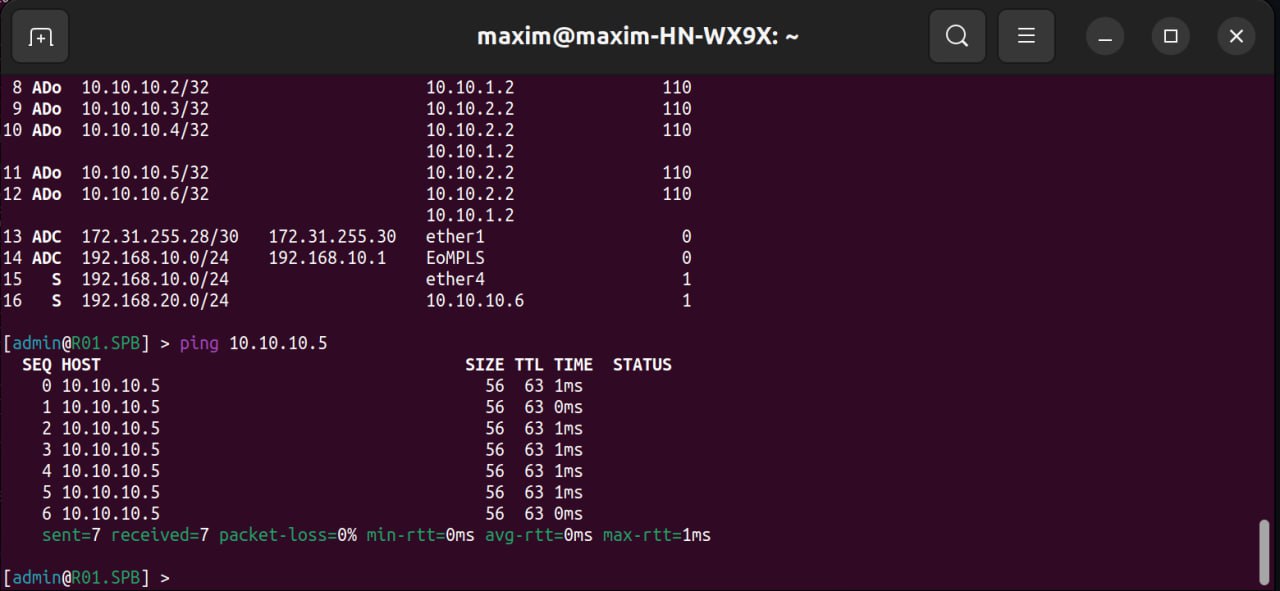 maxim@maxim-HN-WX9X: ~
8 ADo 10.10.10.2/32 10.10.1.2 110
9 ADo 10.10.10.3/32 10.10.2.2 110
10 ADo 10.10.10.4/32 10.10.2.2 110
10.10.1.2
11 ADo 10.10.10.5/32 10.10.2.2 110
12 ADo 10.10.10.6/32 10.10.2.2 110
10.10.1.2
13 ADC 172.31.255.28/30 172.31.255.30 ether1 0
14 ADC 192.168.10.0/24 192.168.10.1 EoMPLS 0
15 S 192.168.10.0/24 ether4 1
16 S 192.168.20.0/24 10.10.10.6 1
[admin@R01.SPB] > ping 10.10.10.5
SEQ HOST SIZE TTL TIME STATUS
0 10.10.10.5 56 63 1ms
1 10.10.10.5 56 63 0ms
2 10.10.10.5 56 63 1ms
3 10.10.10.5 56 63 1ms
4 10.10.10.5 56 63 1ms
5 10.10.10.5 56 63 1ms
6 10.10.10.5 56 63 0ms
sent=7 received=7 packet-loss=0% min-rtt=0ms avg-rtt=0ms max-rtt=1ms
[admin@R01.SPB] >